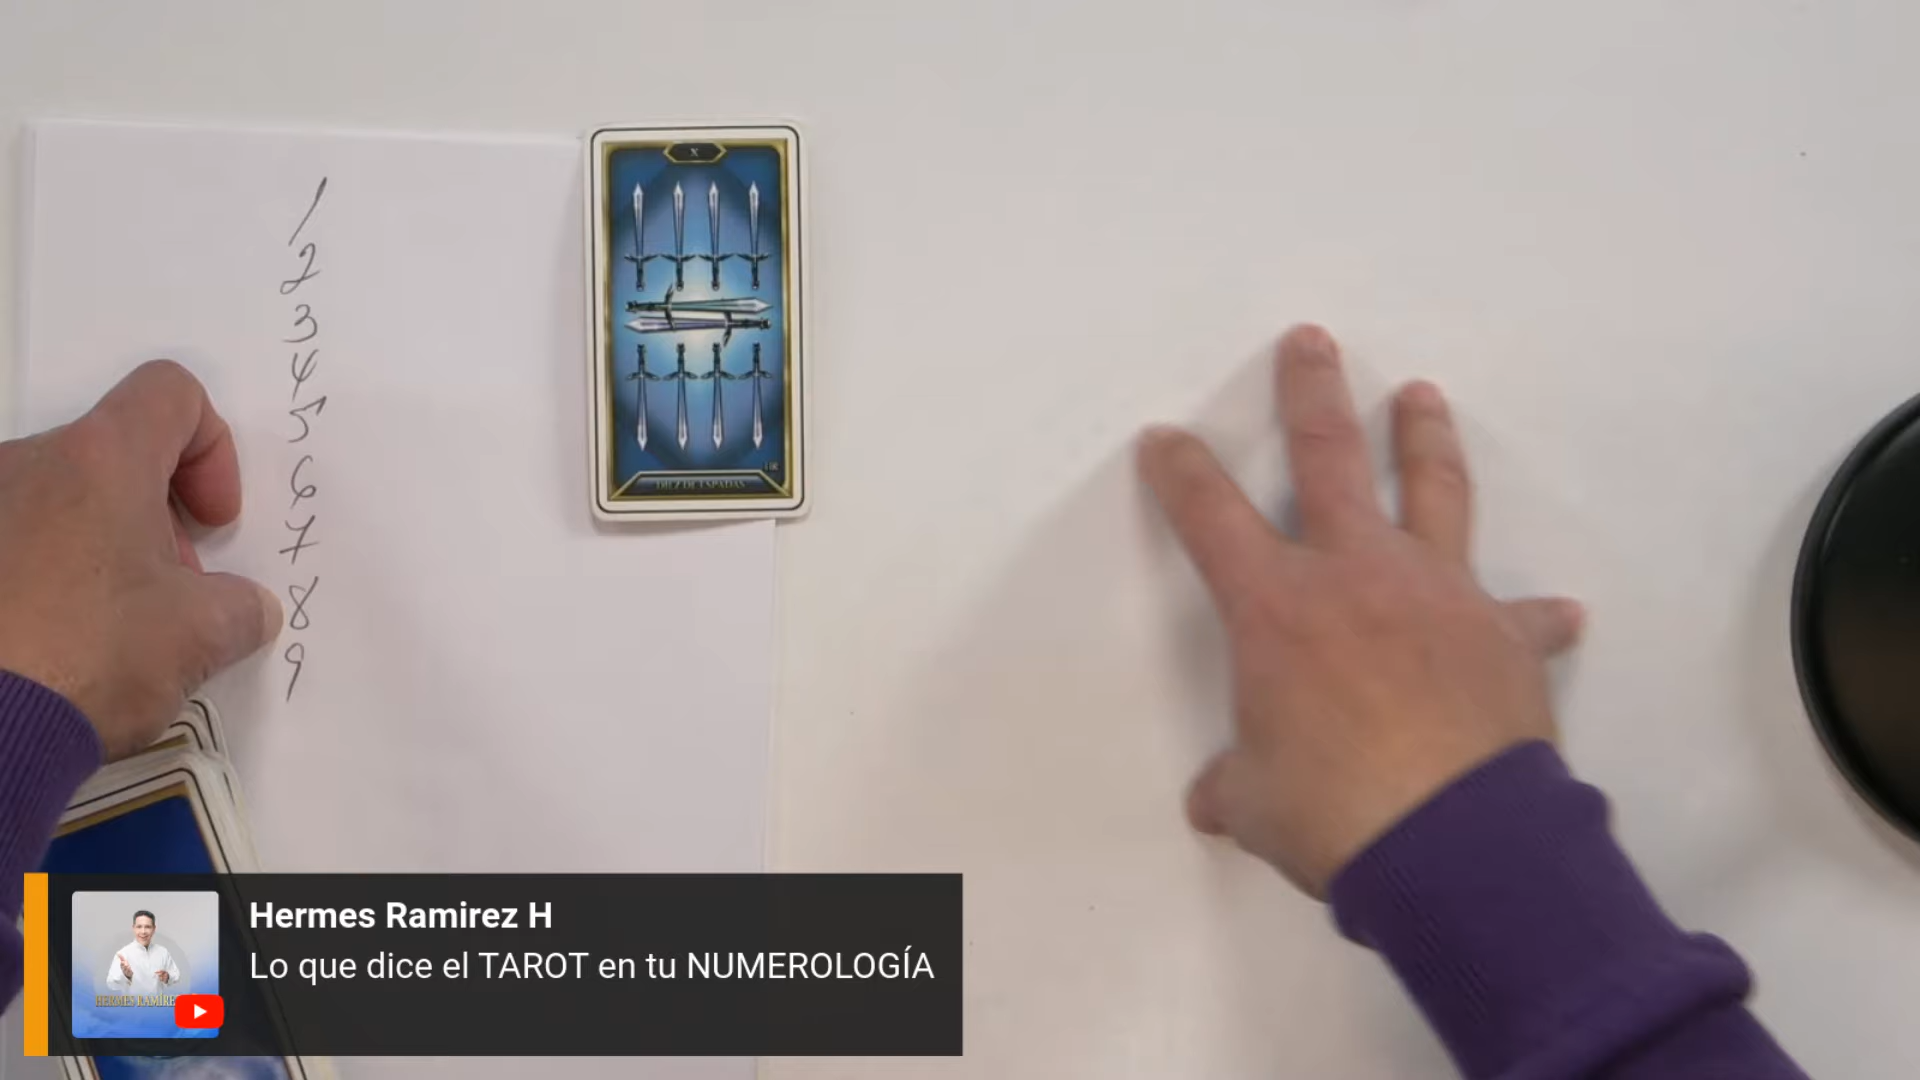 X
1
2
3
4
5
6
7
8
9
DIEZ DE ESPADAS
Hermes Ramirez H
Lo que dice el TAROT en tu NUMEROLOGÍA